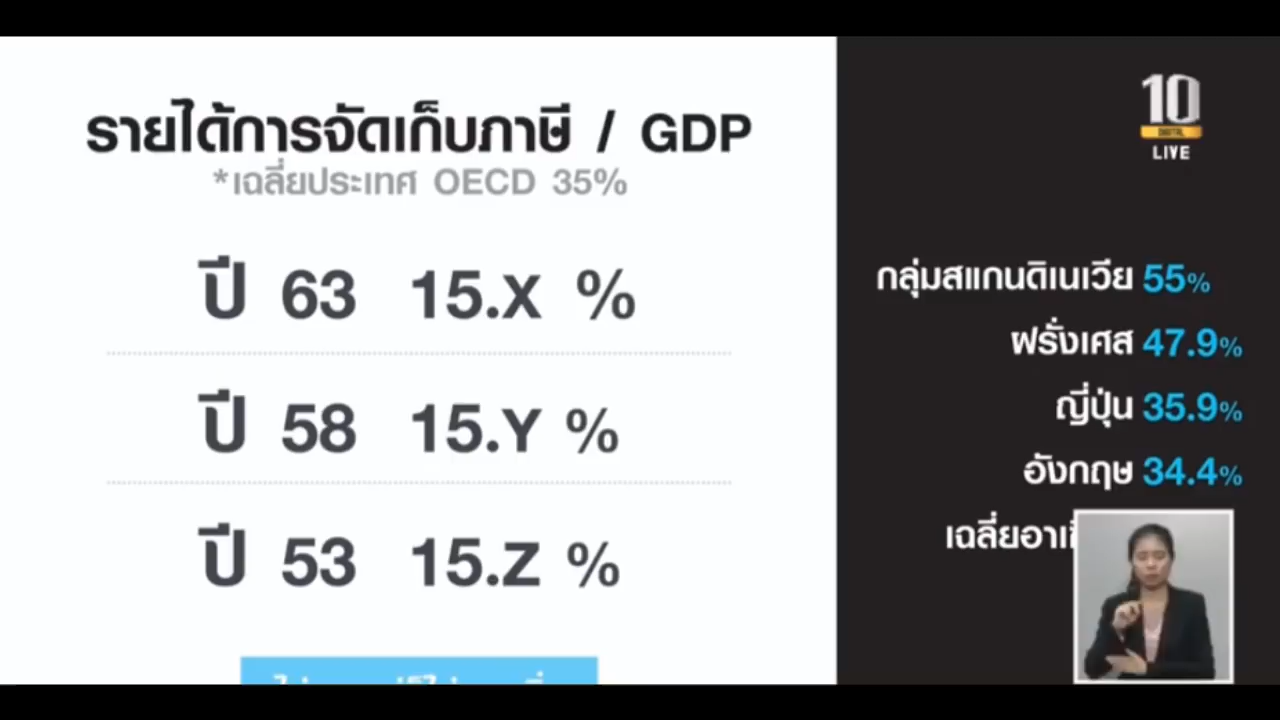 รายได้การจัดเก็บภาษี / GDP
*เฉลี่ยประเทศ OECD 35%
ปี 63 15.X %
ปี 58 15.Y %
ปี 53 15.Z %
10
DIGITAL
LIVE
กลุ่มสแกนดิเนเวีย 55%
ฝรั่งเศส 47.9%
ญี่ปุ่น 35.9%
อังกฤษ 34.4%